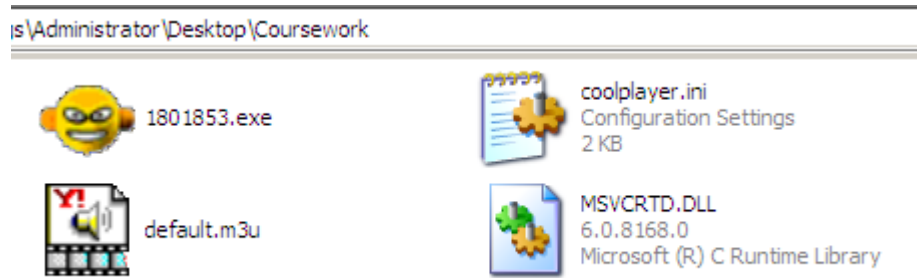 s\Administrator\Desktop\Coursework
1801853.exe
coolplayer.ini
Configuration Settings
2 KB
Y!
default.m3u
MSVCRTD.DLL
6.0.8168.0
Microsoft (R) C Runtime Library